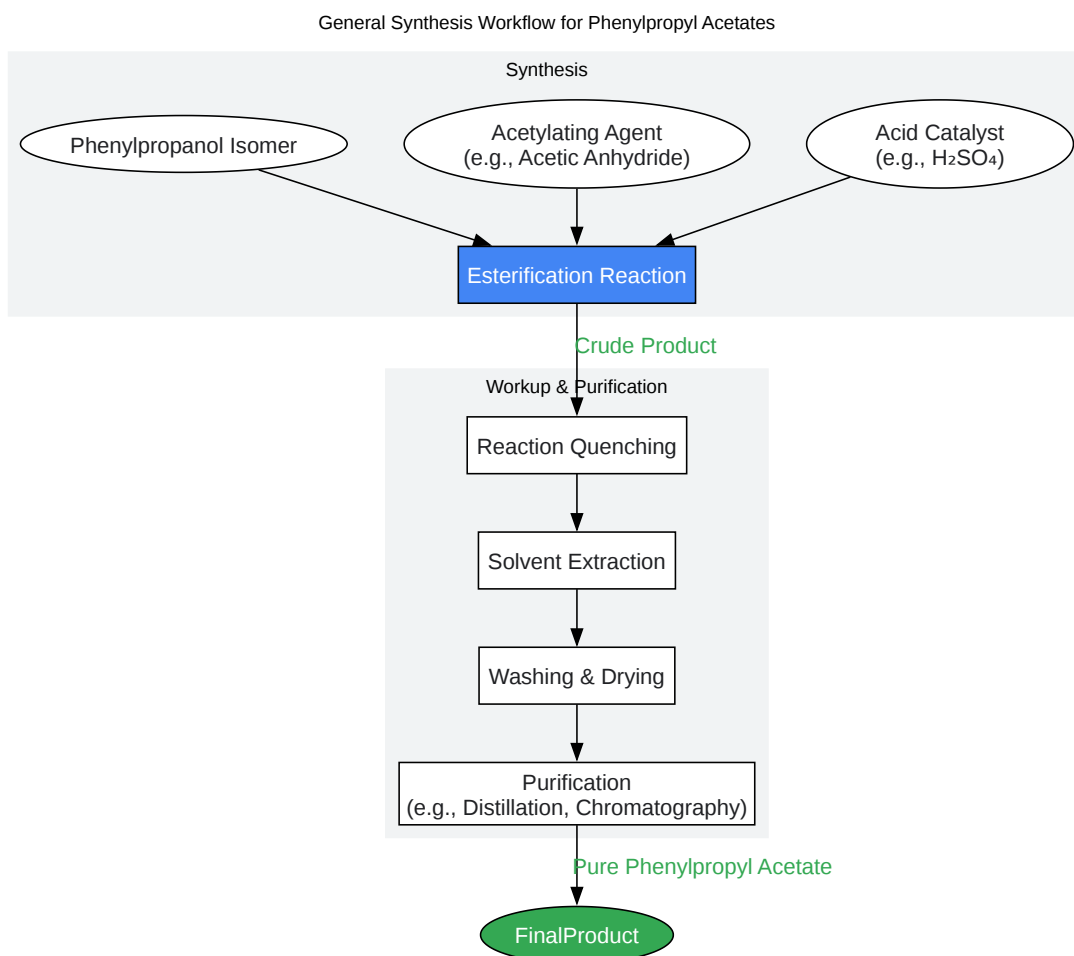 General Synthesis Workflow for Phenylpropyl Acetates
Synthesis
Phenylpropanol Isomer
Acetylating Agent
(e.g., Acetic Anhydride)
Acid Catalyst
(e.g., H₂SO₄)
Esterification Reaction
Crude Product
Workup & Purification
Reaction Quenching
Solvent Extraction
Washing & Drying
Purification
(e.g., Distillation, Chromatography)
Pure Phenylpropyl Acetate
FinalProduct